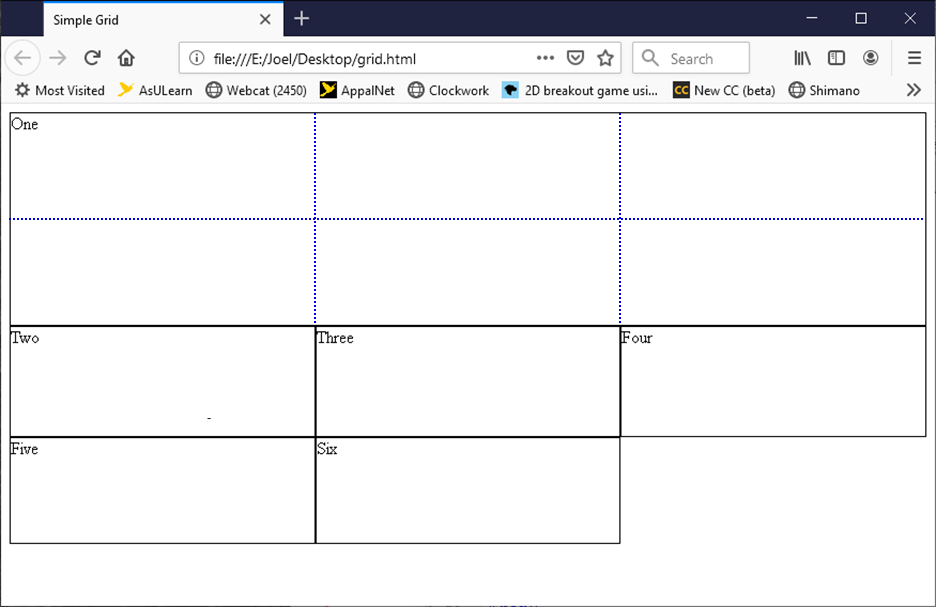 Simple Grid
file:///E:/Joel/Desktop/grid.html
Search
Most Visited AsULearn Webcat (2450) AppalNet Clockwork 2D breakout game usi... CC New CC (beta) Shimano
One
Two Three Four
-
Five Six